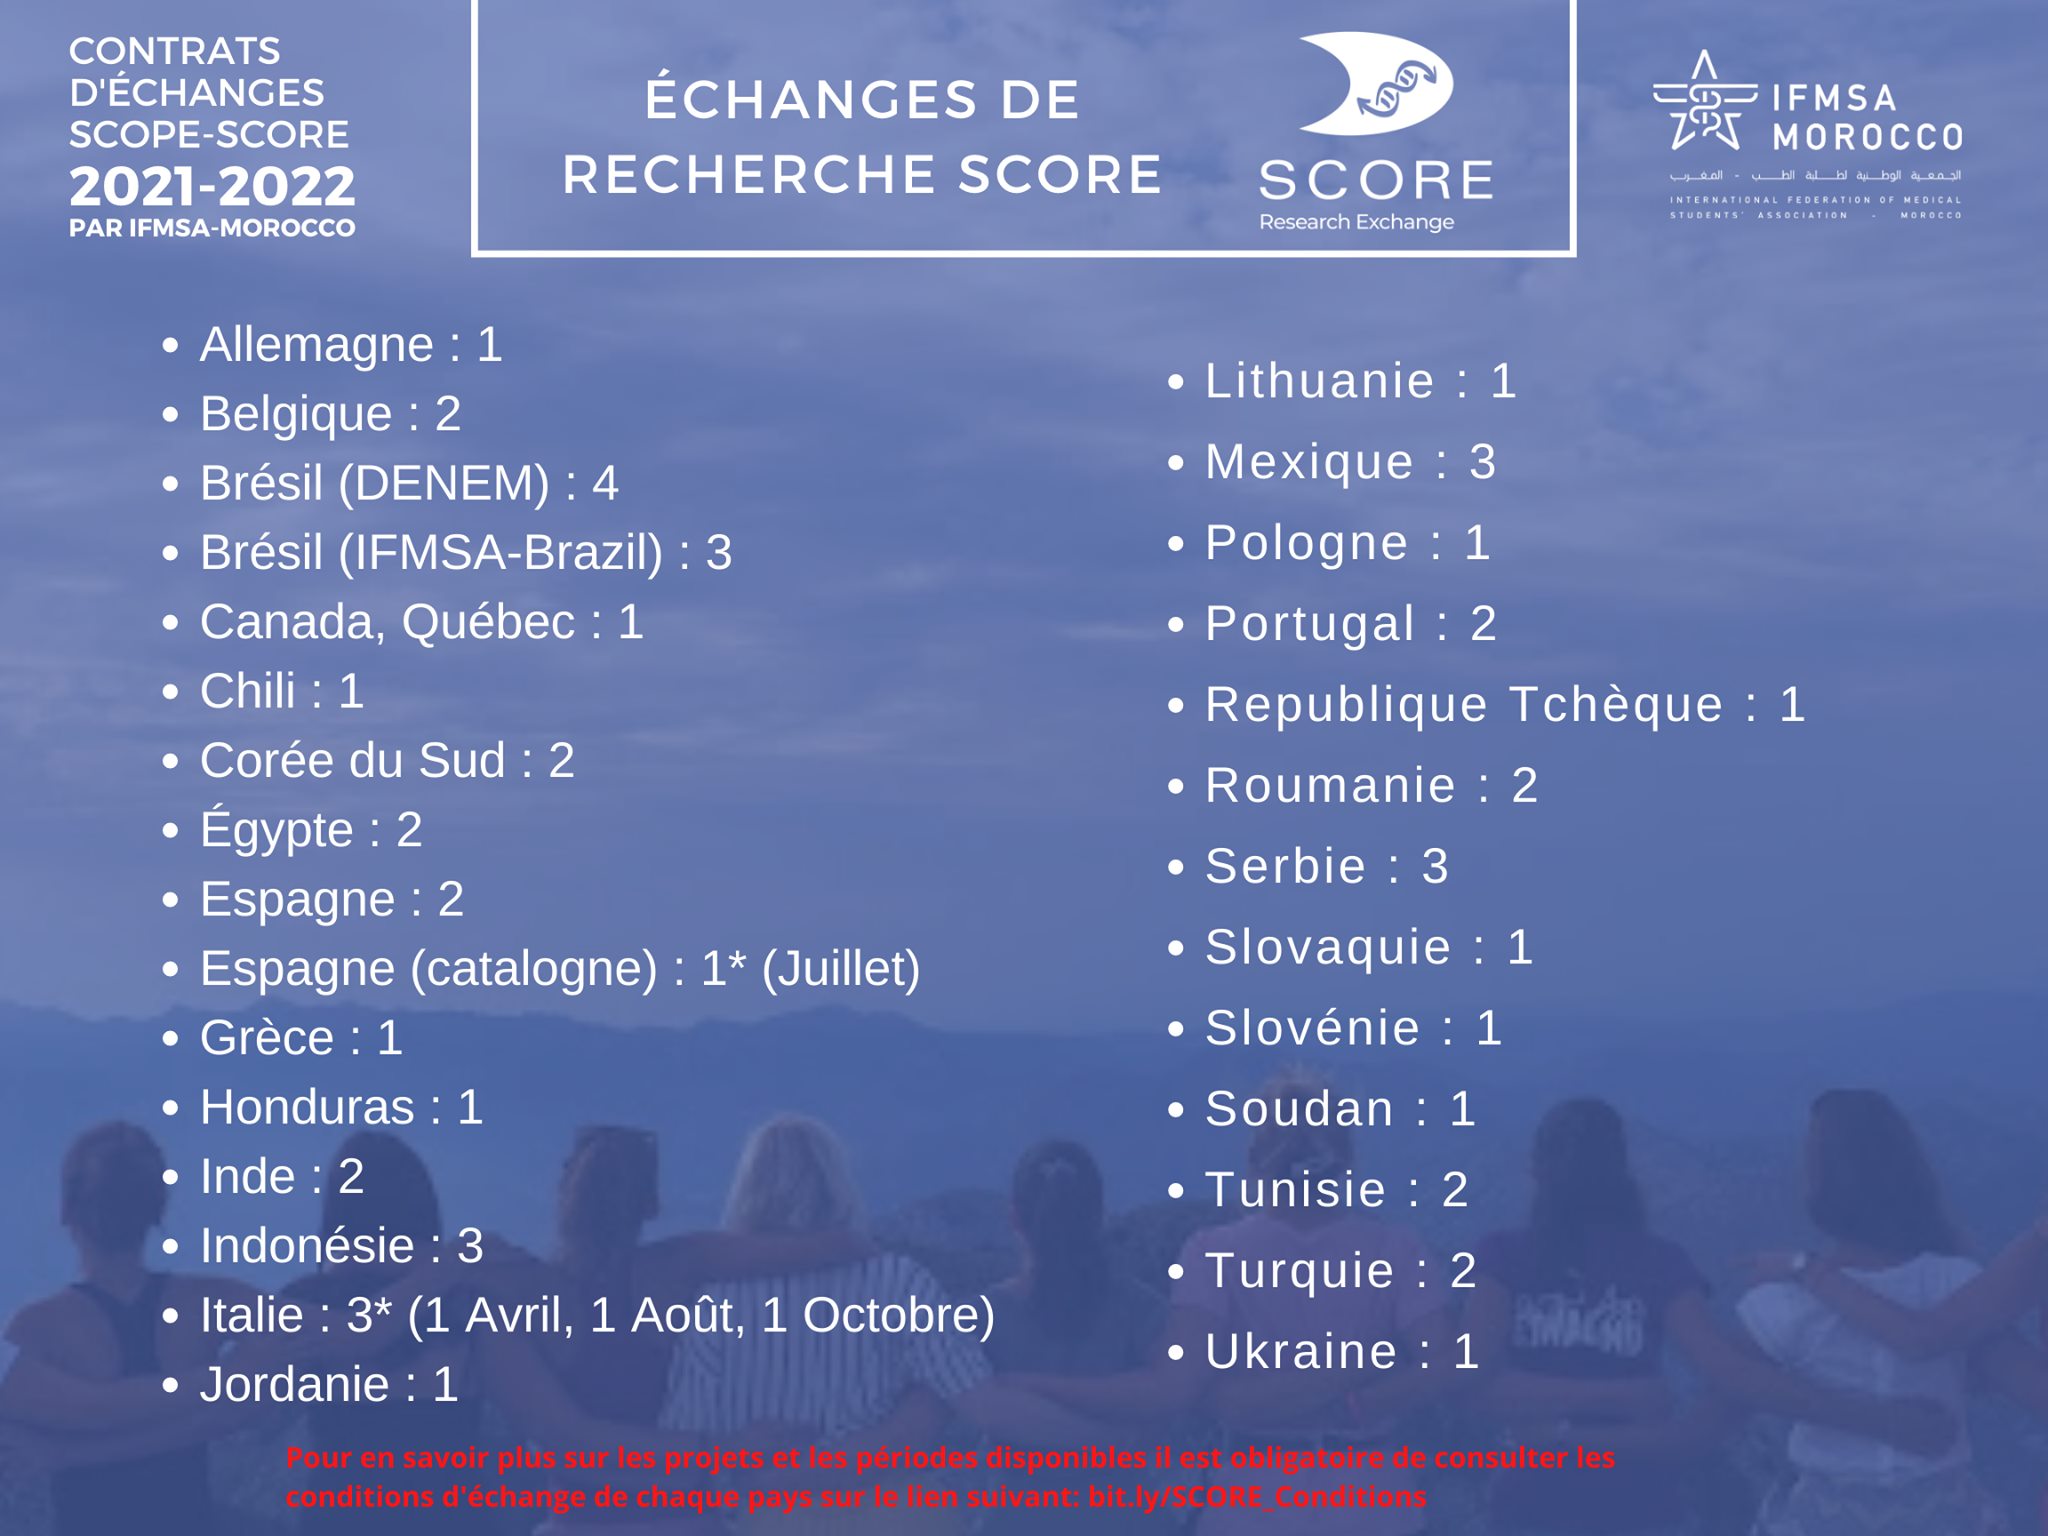 CONTRATS
D'ÉCHANGES
SCOPE-SCORE
2021-2022
PAR IFMSA-MOROCCO
ÉCHANGES DE
RECHERCHE SCORE
SCORE
Research Exchange
IFMSA
MOROCCO
الجمعية الوطنية لطلبة الطب - المغرب
INTERNATIONAL FEDERATION OF MEDICAL
STUDENTS' ASSOCIATION - MOROCCO
• Allemagne : 1
• Belgique : 2
• Brésil (DENEM) : 4
• Brésil (IFMSA-Brazil) : 3
• Canada, Québec : 1
• Chili : 1
• Corée du Sud : 2
• Égypte : 2
• Espagne : 2
• Espagne (catalogne) : 1* (Juillet)
• Grèce : 1
• Honduras : 1
• Inde : 2
• Indonésie : 3
• Italie : 3* (1 Avril, 1 Août, 1 Octobre)
• Jordanie : 1
• Lithuanie : 1
• Mexique : 3
• Pologne : 1
• Portugal : 2
• Republique Tchèque : 1
• Roumanie : 2
• Serbie : 3
• Slovaquie : 1
• Slovénie : 1
• Soudan : 1
• Tunisie : 2
• Turquie : 2
• Ukraine : 1
Pour en savoir plus sur les projets et les périodes disponibles il est obligatoire de consulter les
conditions d'échange de chaque pays sur le lien suivant: bit.ly/SCORE_Conditions